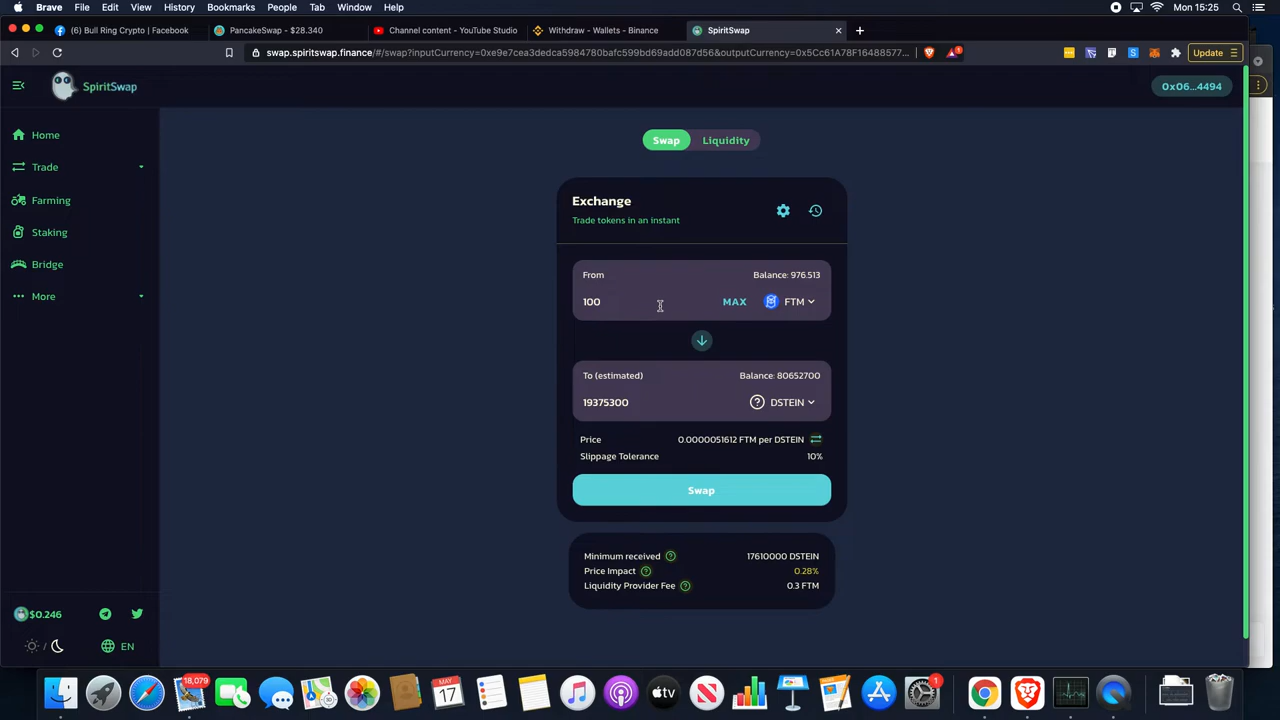 Brave File Edit View History Bookmarks People Tab Window Help Mon 15:25
(6) Bull Ring Crypto | Facebook PancakeSwap - $28.340 Channel content - YouTube Studio Withdraw - Wallets - Binance SpiritSwap
swap.spiritswap.finance/#/swap?inputCurrency=0xe9e7cea3dedca5984780bafc599bd69add087d56&outputCurrency=0x5Cc61A78F16488577... 1 Update
SpiritSwap 0x06...4494
Home
Trade
Farming
Staking
Bridge
More
Swap Liquidity
Exchange
Trade tokens in an instant
From Balance: 976.513
100 MAX FTM
To (estimated) Balance: 80652700
19375300 DSTEIN
Price 0.0000051612 FTM per DSTEIN
Slippage Tolerance 10%
Swap
Minimum received 17610000 DSTEIN
Price Impact 0.28%
Liquidity Provider Fee 0.3 FTM
$0.246
EN
18,079
MAY
17
tv
1